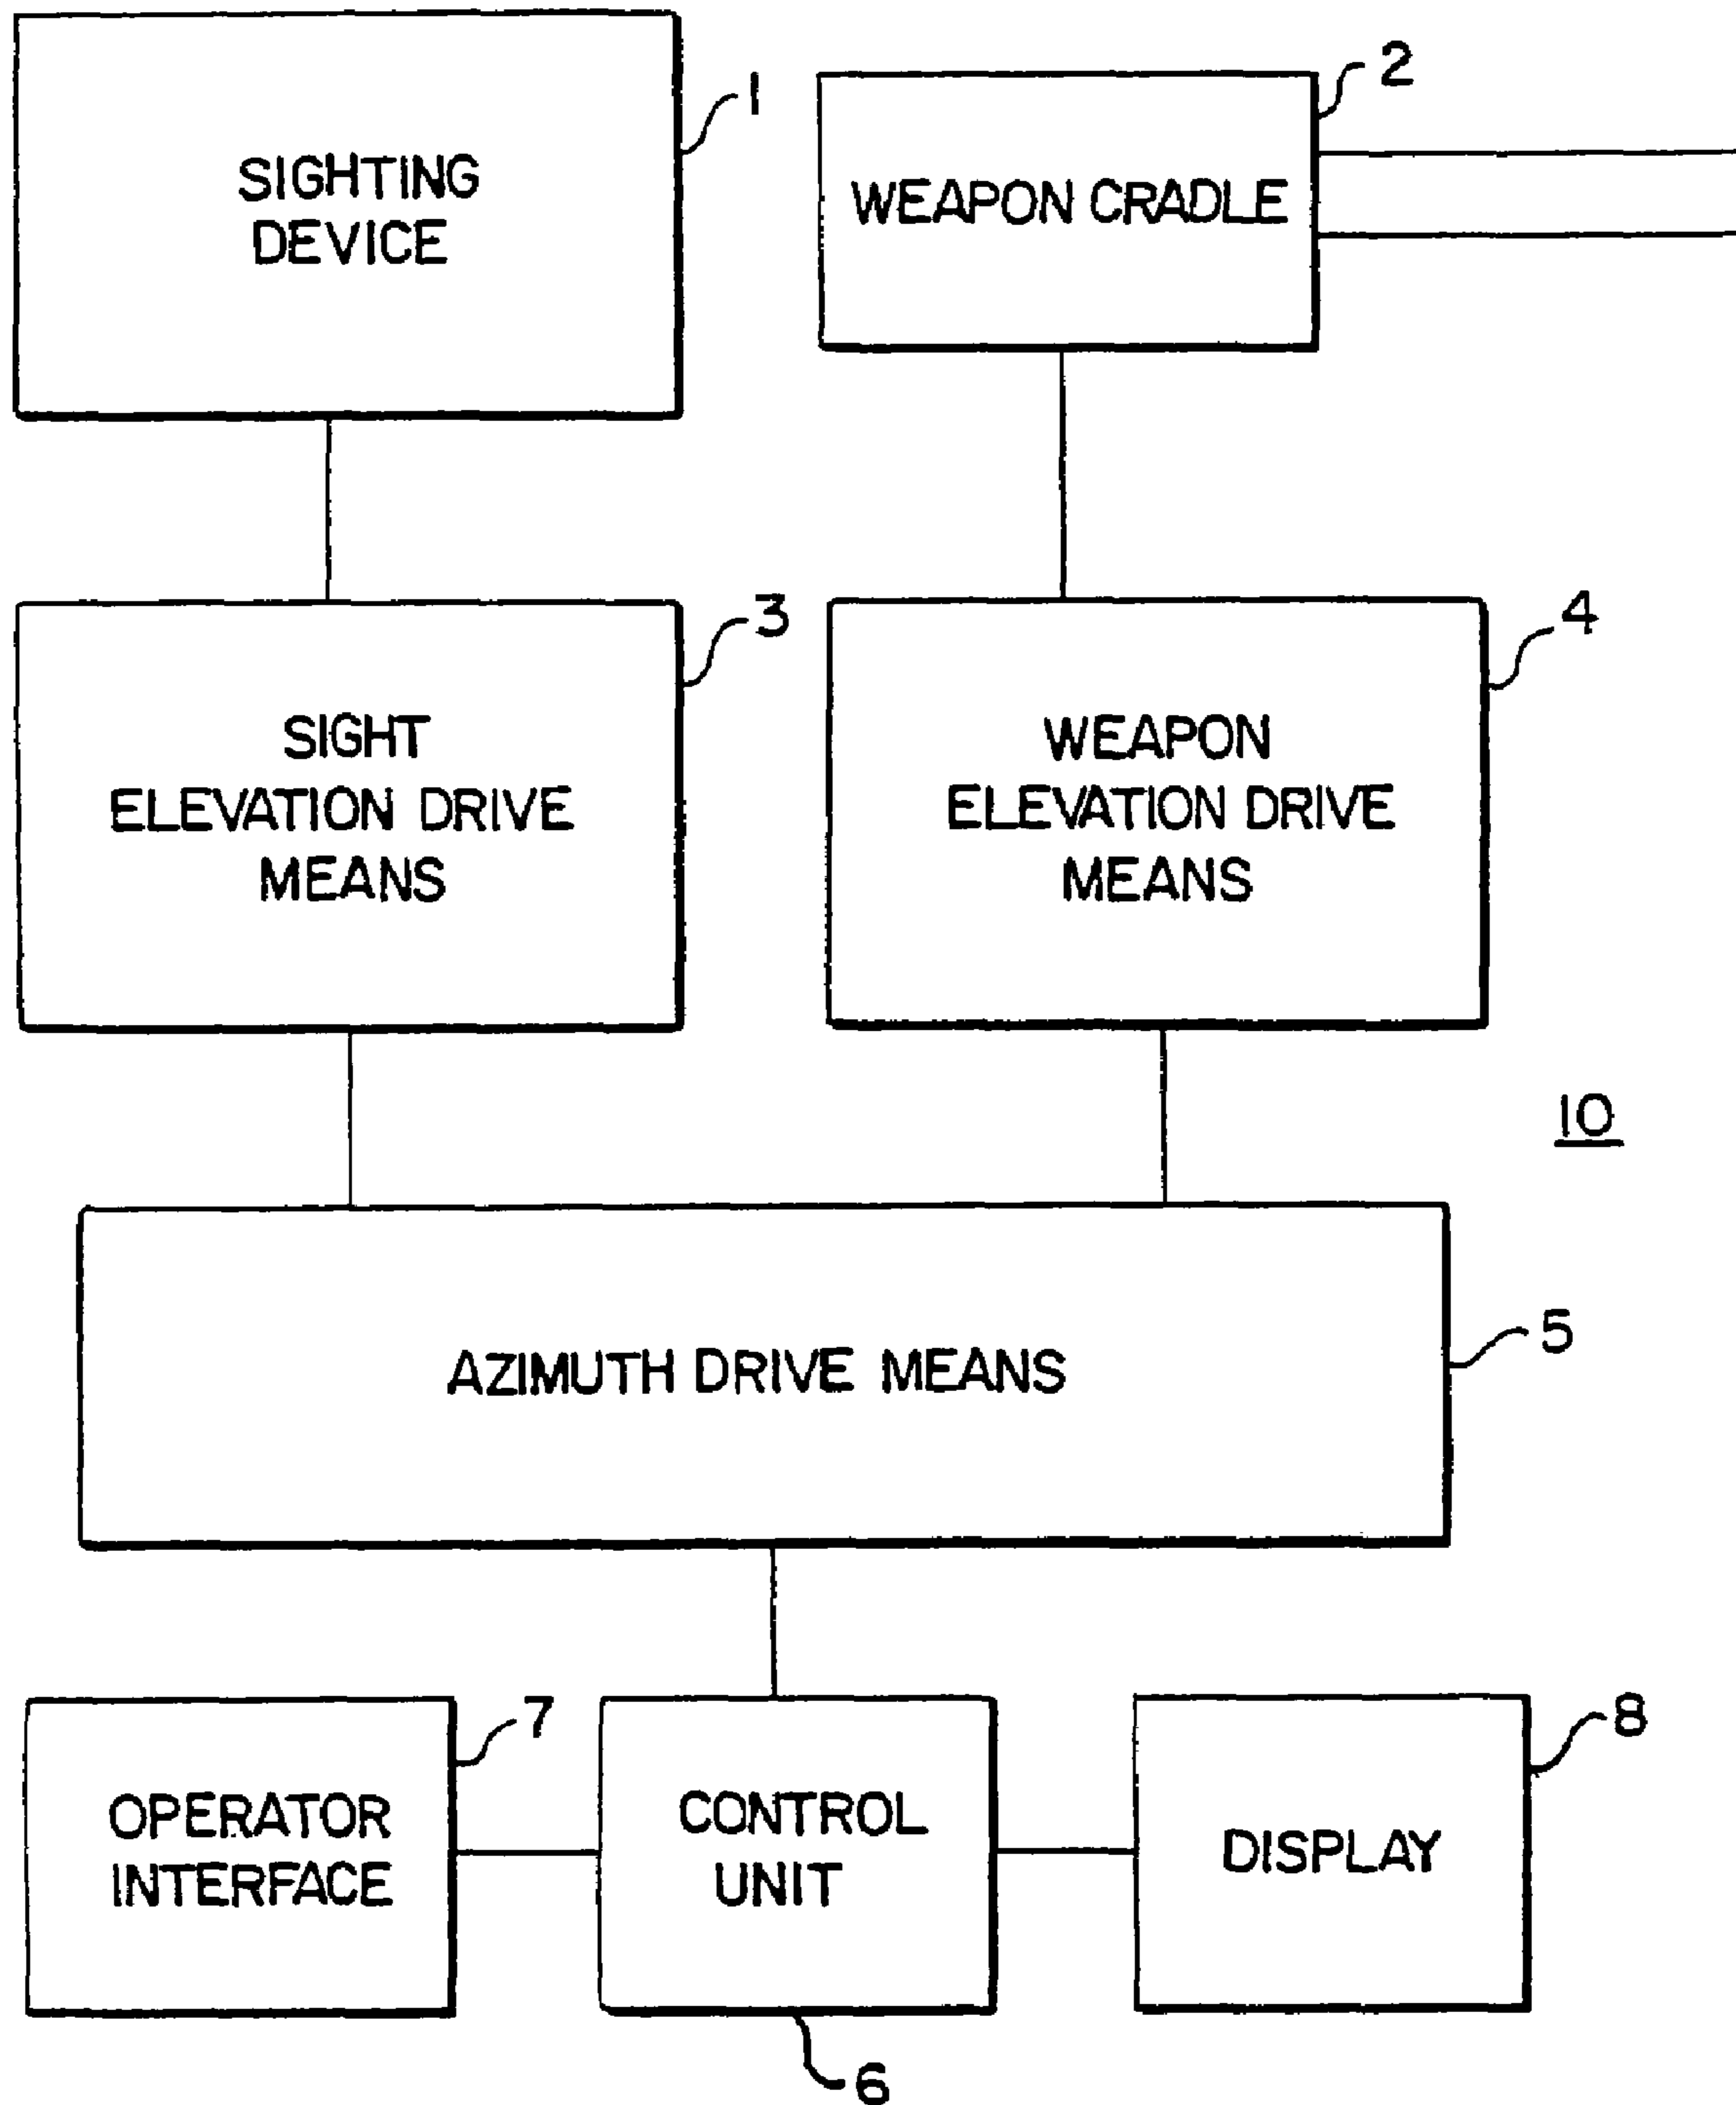 1
SIGHTING
DEVICE
2
WEAPON CRADLE
3
SIGHT
ELEVATION DRIVE
MEANS
4
WEAPON
ELEVATION DRIVE
MEANS
10
5
AZIMUTH DRIVE MEANS
7
OPERATOR
INTERFACE
CONTROL
UNIT
6
8
DISPLAY